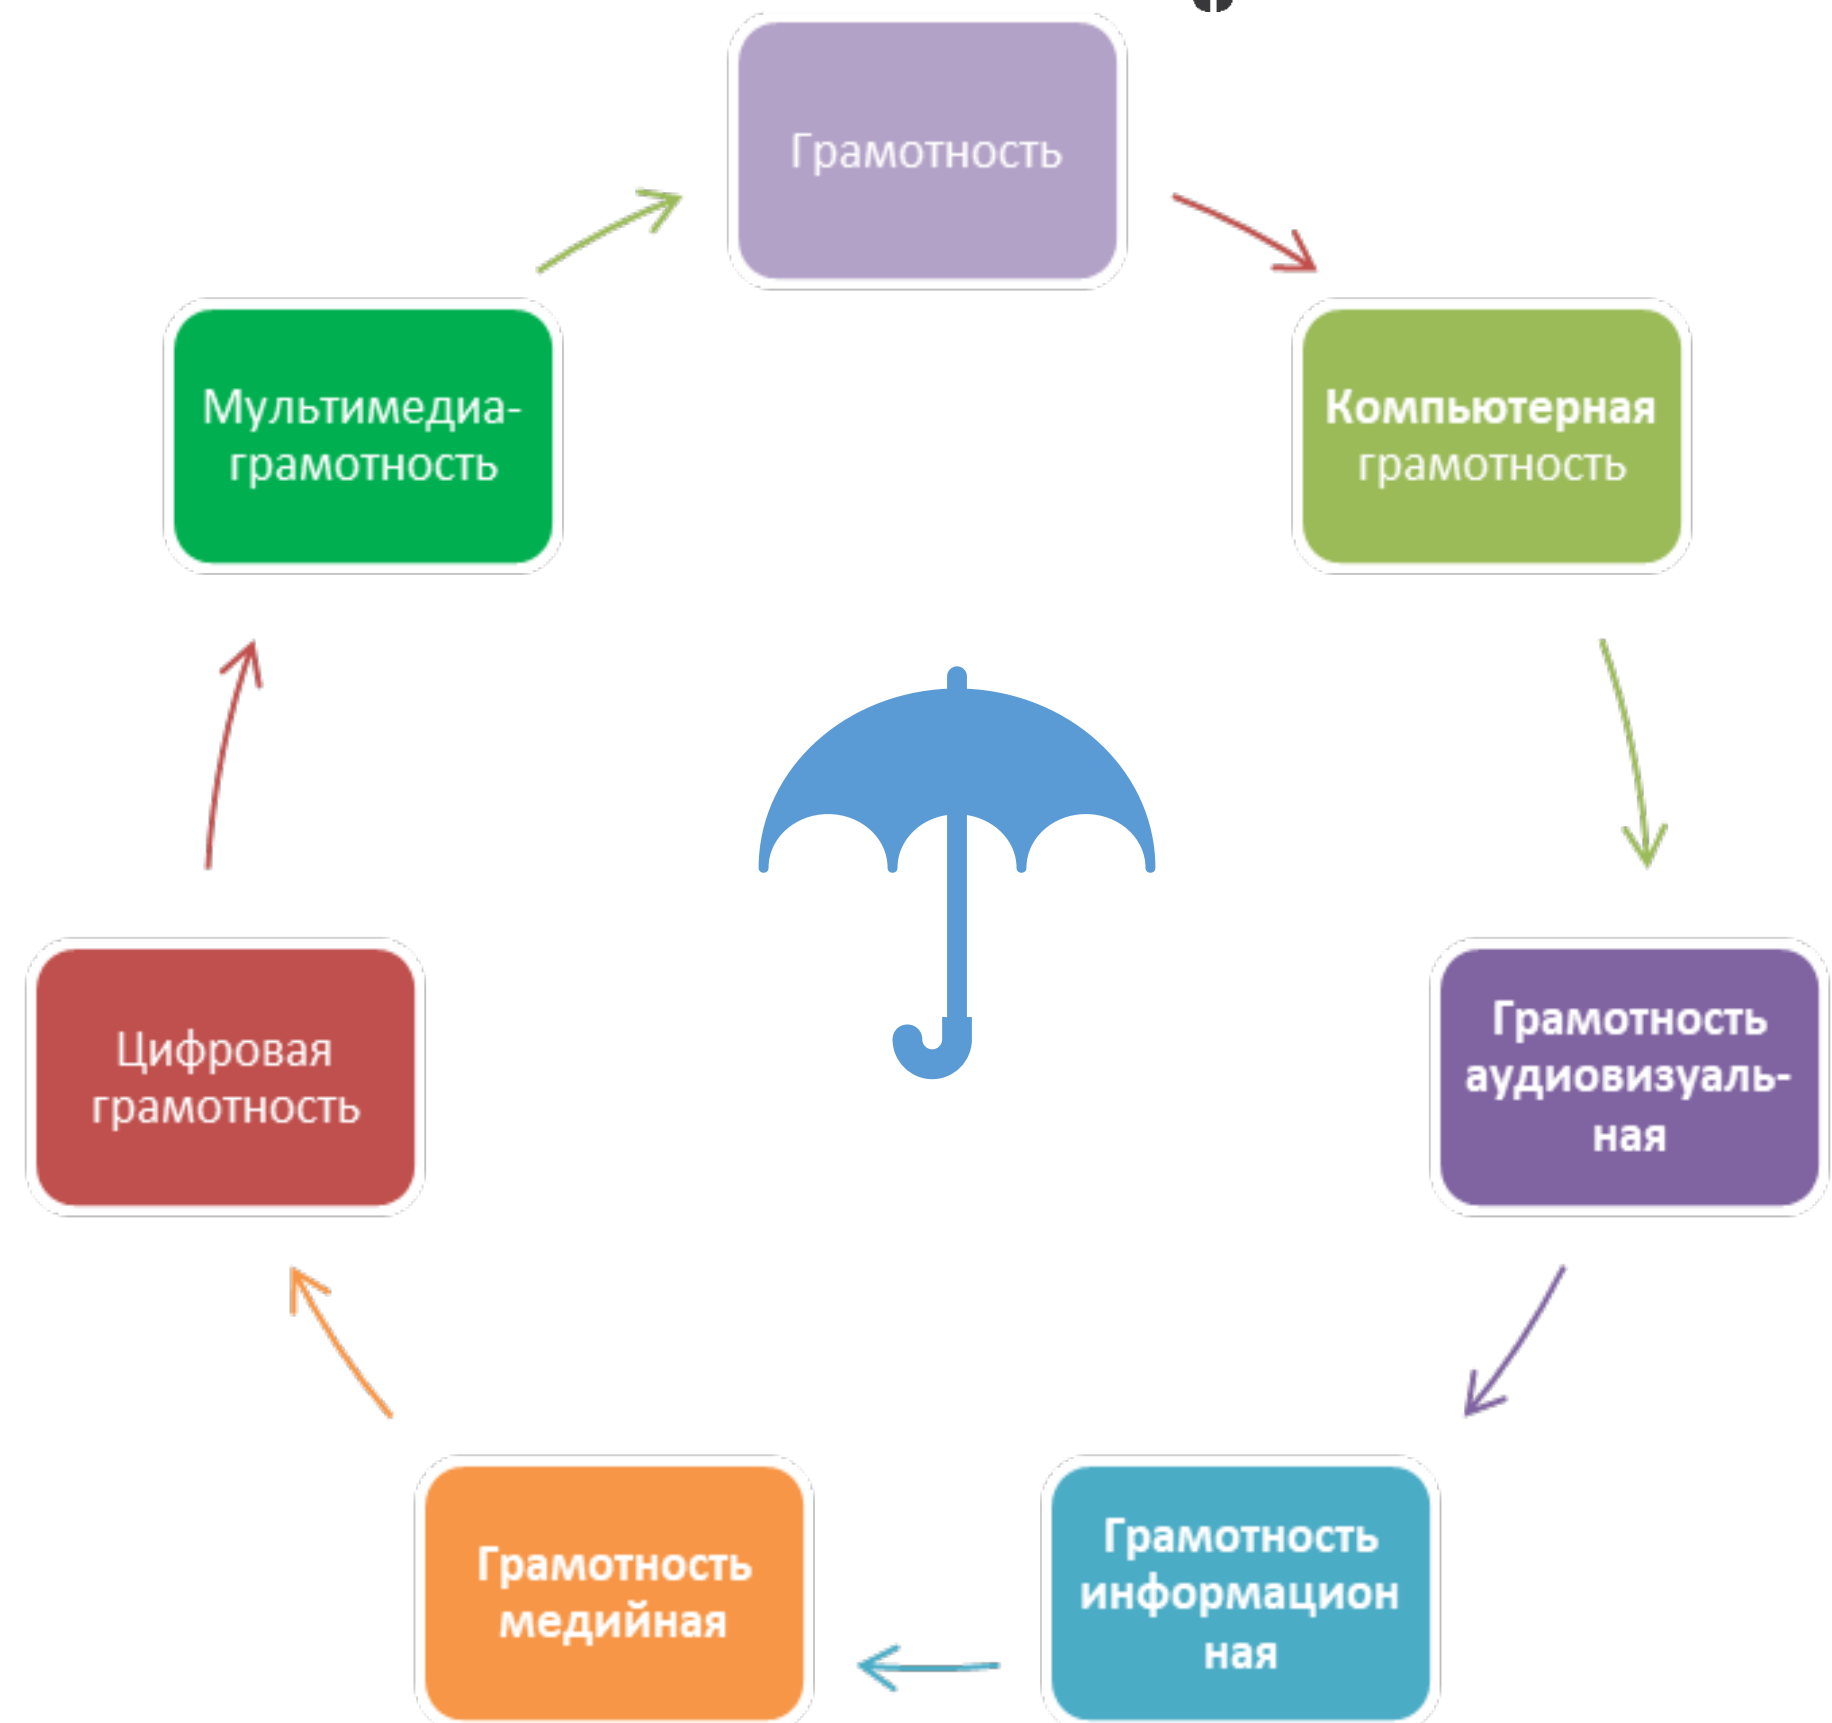 Грамотность
Компьютерная
грамотность
Грамотность
аудиовизуаль-
ная
Грамотность
информацион
ная
Грамотность
медийная
Цифровая
грамотность
Мультимедиа-
грамотность